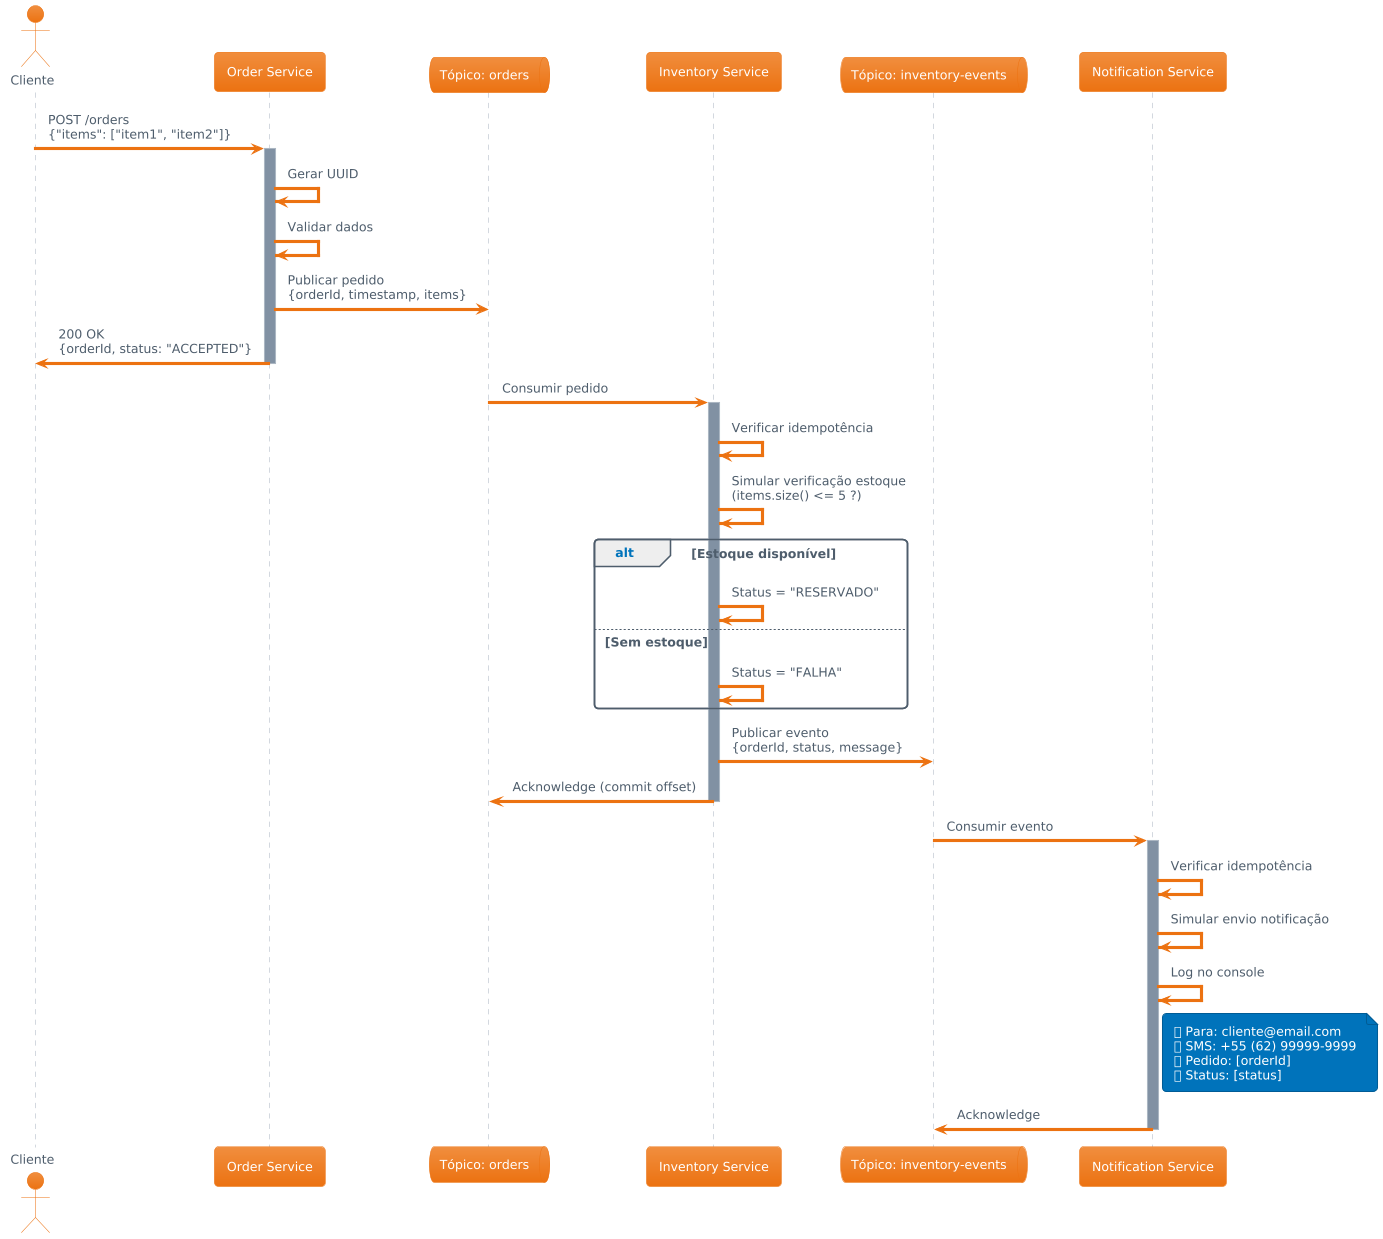 Cliente
Order Service
Tópico: orders
Inventory Service
Tópico: inventory-events
Notification Service
POST /orders
{"items": ["item1", "item2"]}
Gerar UUID
Validar dados
Publicar pedido
{orderId, timestamp, items}
200 OK
{orderId, status: "ACCEPTED"}
Consumir pedido
Verificar idempotência
Simular verificação estoque
(items.size() <= 5 ?)
alt
[Estoque disponível]
Status = "RESERVADO"
[Sem estoque]
Status = "FALHA"
Publicar evento
{orderId, status, message}
Acknowledge (commit offset)
Consumir evento
Verificar idempotência
Simular envio notificação
Log no console
Para: cliente@email.com
SMS: +55 (62) 99999-9999
Pedido: [orderId]
Status: [status]
Acknowledge
Cliente
Order Service
Tópico: orders
Inventory Service
Tópico: inventory-events
Notification Service